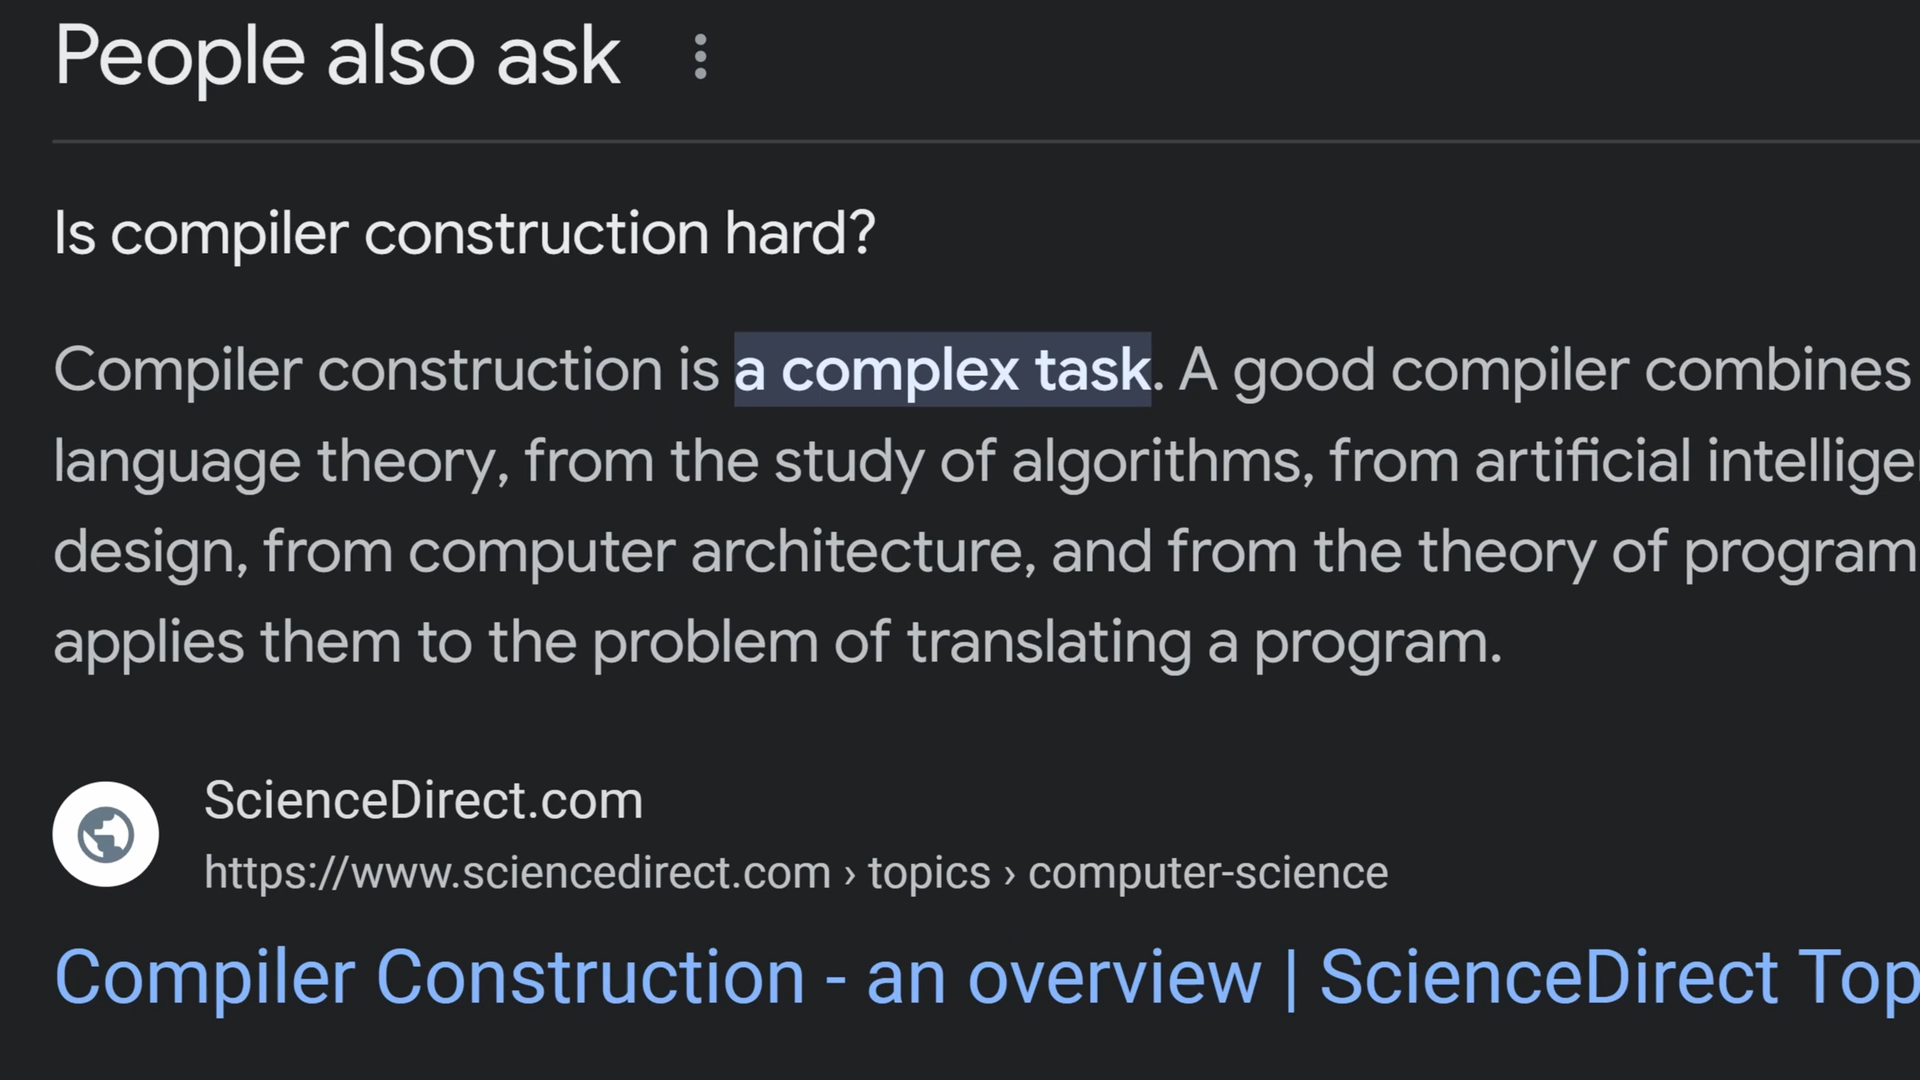 People also ask
Is compiler construction hard?
Compiler construction is a complex task. A good compiler combines
language theory, from the study of algorithms, from artificial
design, from computer architecture, and from the theory of program
applies them to the problem of translating a program.
ScienceDirect.com
https://www.sciencedirect.com › topics › computer-science
Compiler Construction - an overview | ScienceDirect Top